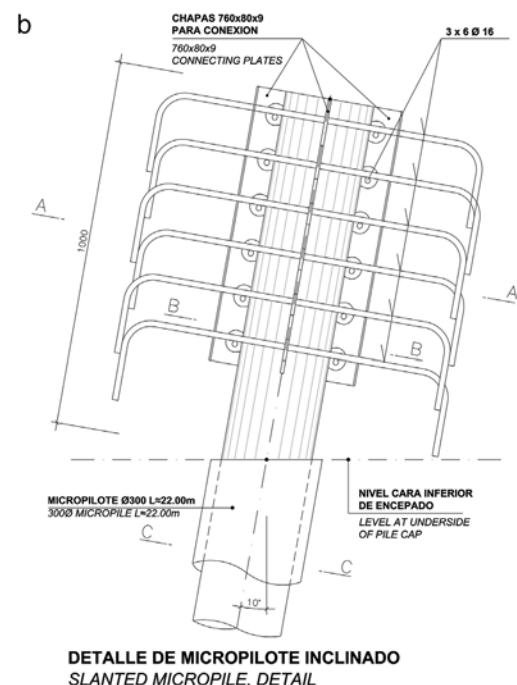 b
CHAPAS 760x80x9
PARA CONEXION
760x80x9
CONNECTING PLATES
3 x 6 Ø 16
A
1000
A
B
B
MICROPILOTE Ø300 L=22.00m
300Ø MICROPILE L=22.00m
NIVEL CARA INFERIOR
DE ENCEPADO
LEVEL AT UNDERSIDE
OF PILE CAP
C
C
10°
DETALLE DE MICROPILOTE INCLINADO
SLANTED MICROPILE. DETAIL